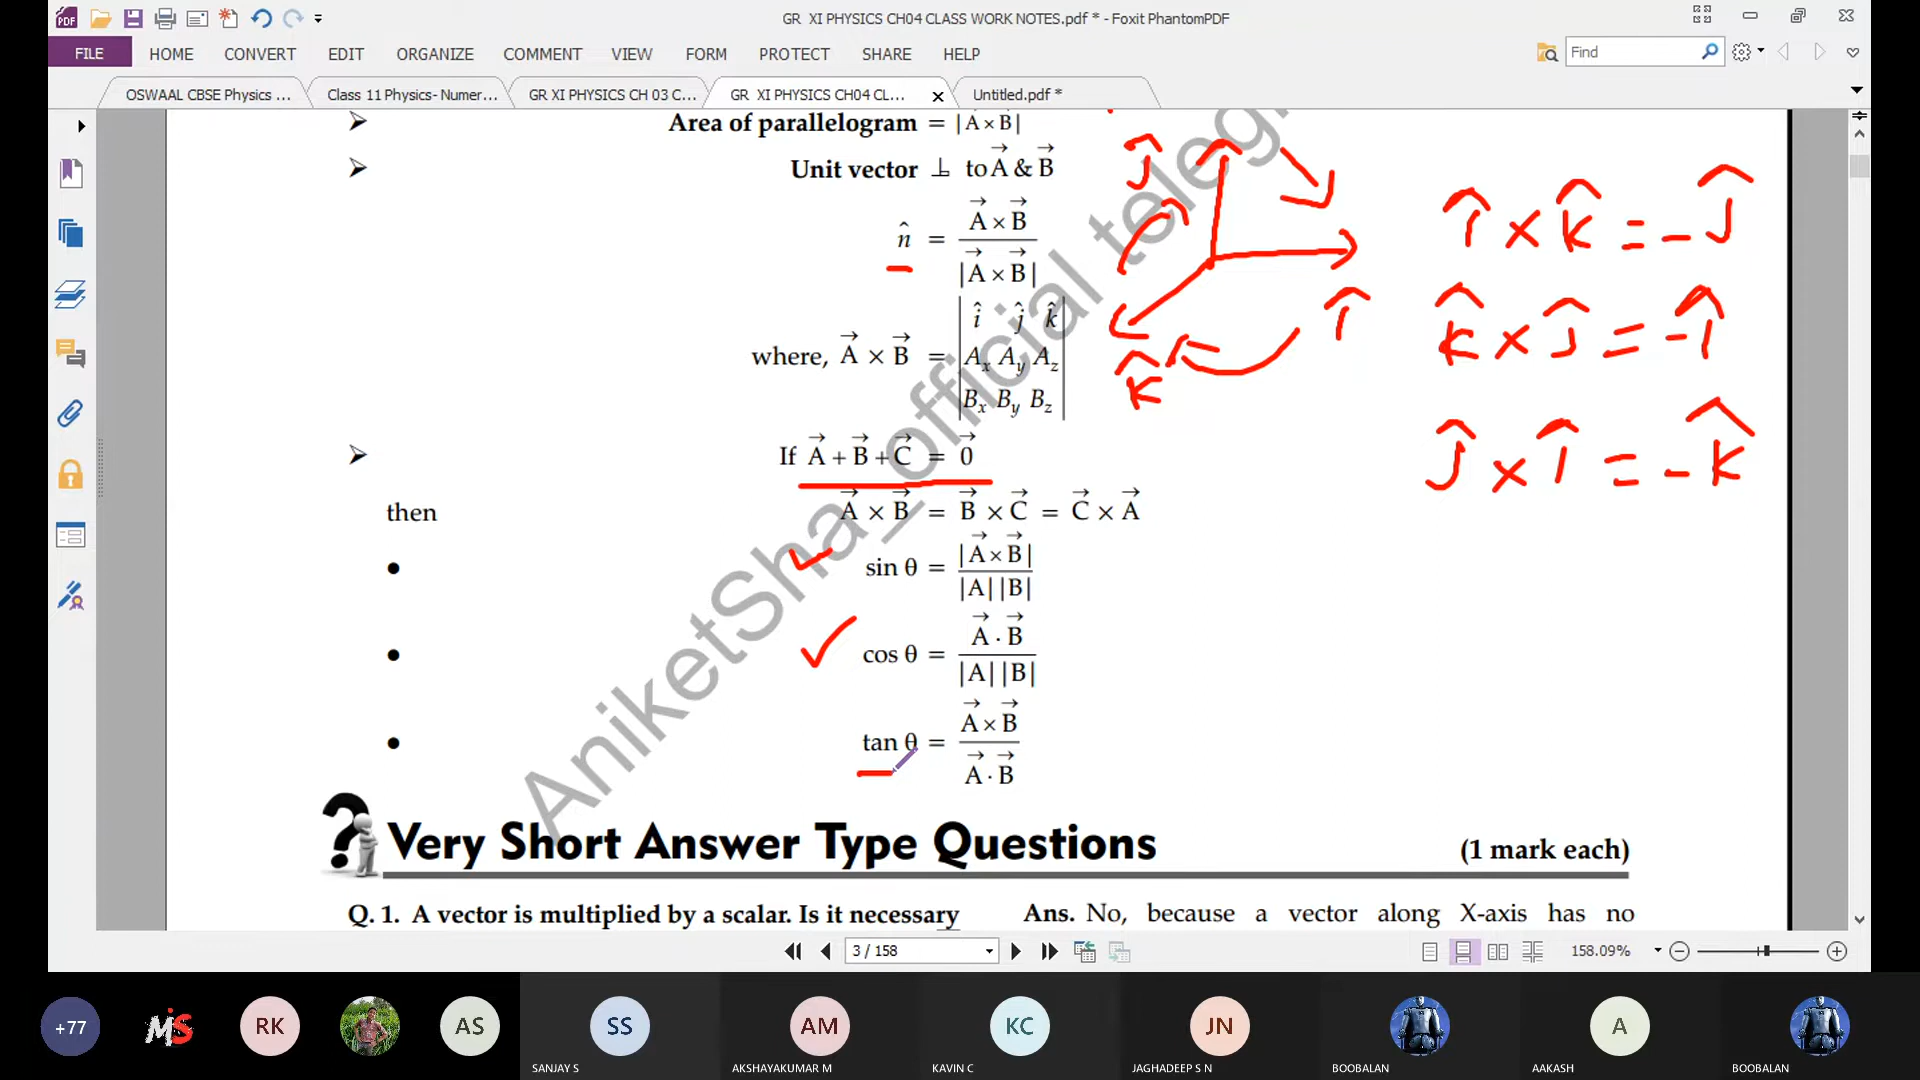 GR XI PHYSICS CH04 CLASS WORK NOTES.pdf * - Foxit PhantomPDF
FILE HOME CONVERT EDIT ORGANIZE COMMENT VIEW FORM PROTECT SHARE HELP Find
OSWAAL CBSE Physics ... Class 11 Physics- Numer... GR XI PHYSICS CH 03 C... GR XI PHYSICS CH04 CL... Untitled.pdf *
➤ Area of parallelogram = |A⃗ × B⃗|
➤ Unit vector ⊥ to A⃗ & B⃗
n̂ = (A⃗ × B⃗) / |A⃗ × B⃗|
where, A⃗ × B⃗ = | î ĵ k̂ |
| Ax Ay Az |
| Bx By Bz |
➤ If A⃗ + B⃗ + C⃗ = 0⃗
then A⃗ × B⃗ = B⃗ × C⃗ = C⃗ × A⃗
• sin θ = |A⃗ × B⃗| / |A||B|
• cos θ = A⃗ · B⃗ / |A||B|
• tan θ = A⃗ × B⃗ / A⃗ · B⃗
ĵ
î
k̂
î × k̂ = - ĵ
k̂ × ĵ = - î
ĵ × î = - k̂
AniketSha_official teleg
? Very Short Answer Type Questions (1 mark each)
Q. 1. A vector is multiplied by a scalar. Is it necessary
Ans. No, because a vector along X-axis has no
3 / 158 158.09%
+77 MS RK AS SS AM KC JN A
SANJAY S AKSHAYAKUMAR M KAVIN C JAGHADEEP S N BOOBALAN AAKASH BOOBALAN